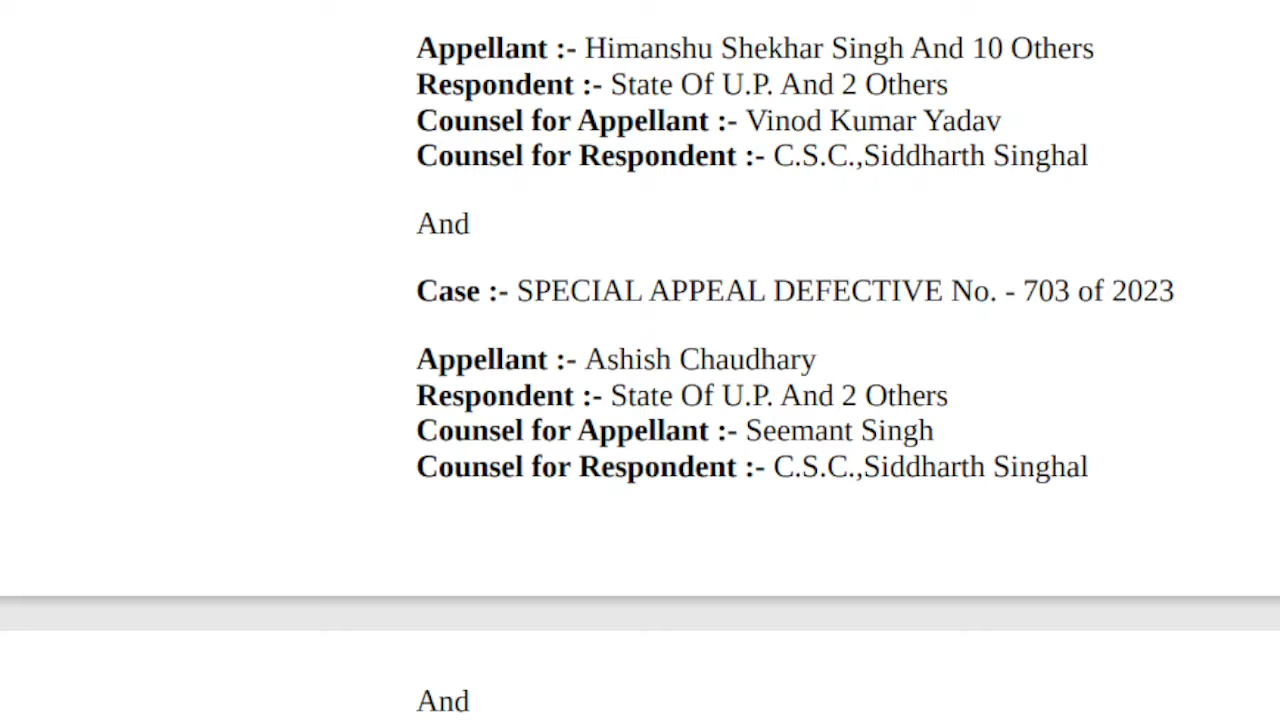 Appellant :- Himanshu Shekhar Singh And 10 Others
Respondent :- State Of U.P. And 2 Others
Counsel for Appellant :- Vinod Kumar Yadav
Counsel for Respondent :- C.S.C.,Siddharth Singhal
And
Case :- SPECIAL APPEAL DEFECTIVE No. - 703 of 2023
Appellant :- Ashish Chaudhary
Respondent :- State Of U.P. And 2 Others
Counsel for Appellant :- Seemant Singh
Counsel for Respondent :- C.S.C.,Siddharth Singhal
And